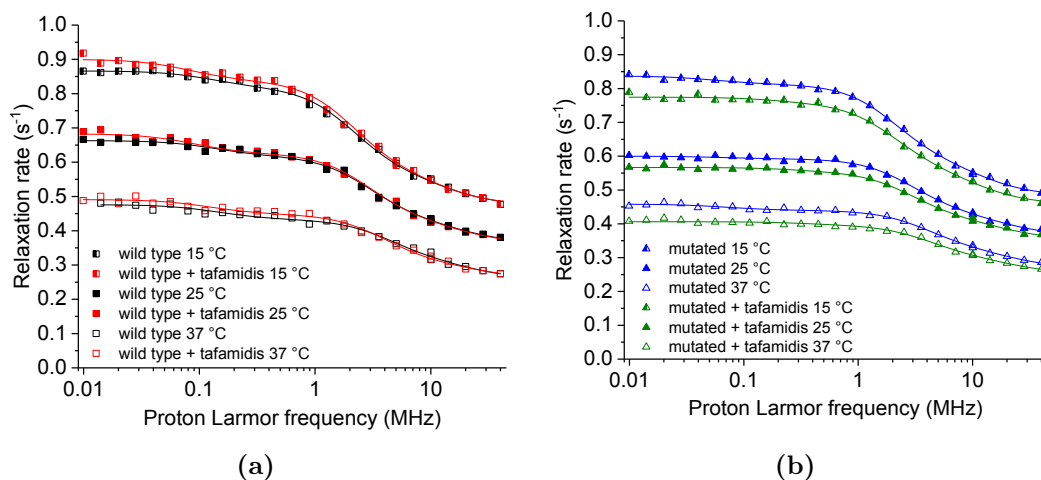 1.0
0.9
0.8
0.7
0.6
0.5
0.4
0.3
0.2
0.1
0.0
Relaxation rate (s-1)
wild type 15 °C
wild type + tafamidis 15 °C
wild type 25 °C
wild type + tafamidis 25 °C
wild type 37 °C
wild type + tafamidis 37 °C
0.01 0.1 1 10
Proton Larmor frequency (MHz)
(a)
1.0
0.9
0.8
0.7
0.6
0.5
0.4
0.3
0.2
0.1
0.0
Relaxation rate (s-1)
mutated 15 °C
mutated 25 °C
mutated 37 °C
mutated + tafamidis 15 °C
mutated + tafamidis 25 °C
mutated + tafamidis 37 °C
0.01 0.1 1 10
Proton Larmor frequency (MHz)
(b)